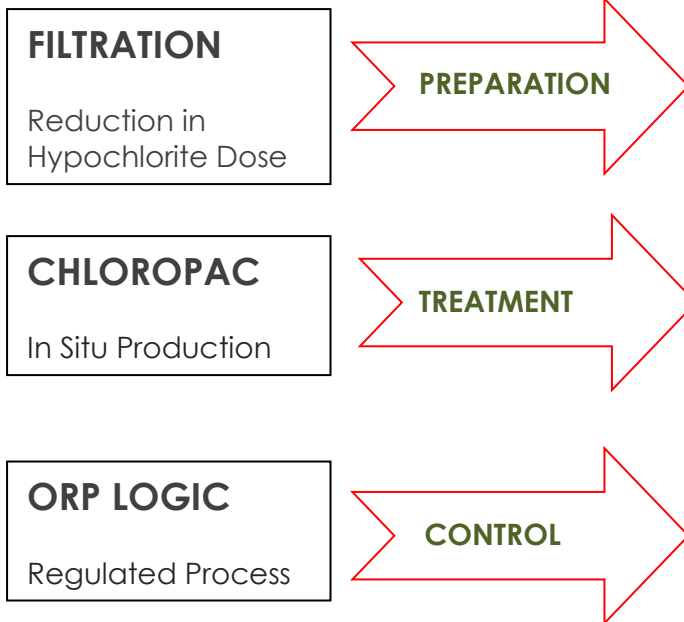 FILTRATION
Reduction in
Hypochlorite Dose
PREPARATION
CHLOROPAC
In Situ Production
TREATMENT
ORP LOGIC
Regulated Process
CONTROL